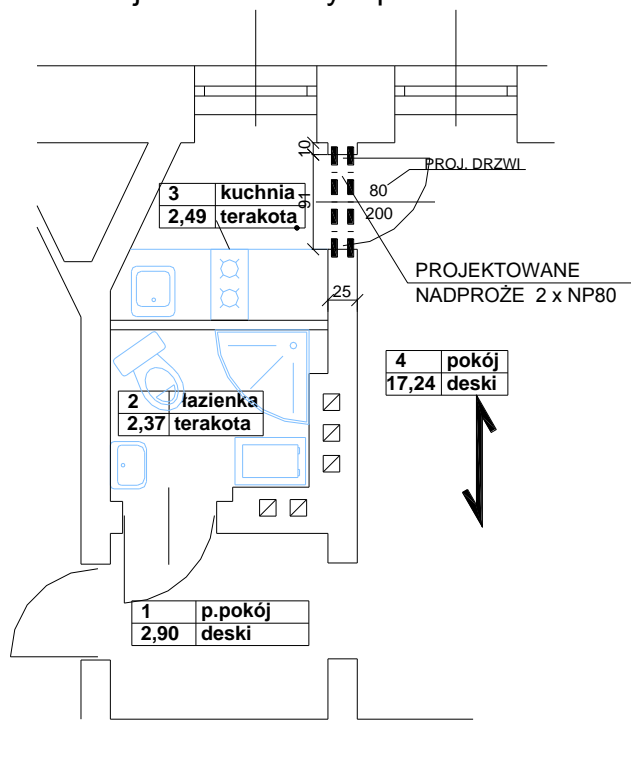 10
PROJ. DRZWI
3 kuchnia
2,49 terakota
91
80
200
PROJEKTOWANE
NADPROŻE 2 x NP80
25
4 pokój
17,24 deski
2 łazienka
2,37 terakota
1 p.pokój
2,90 deski